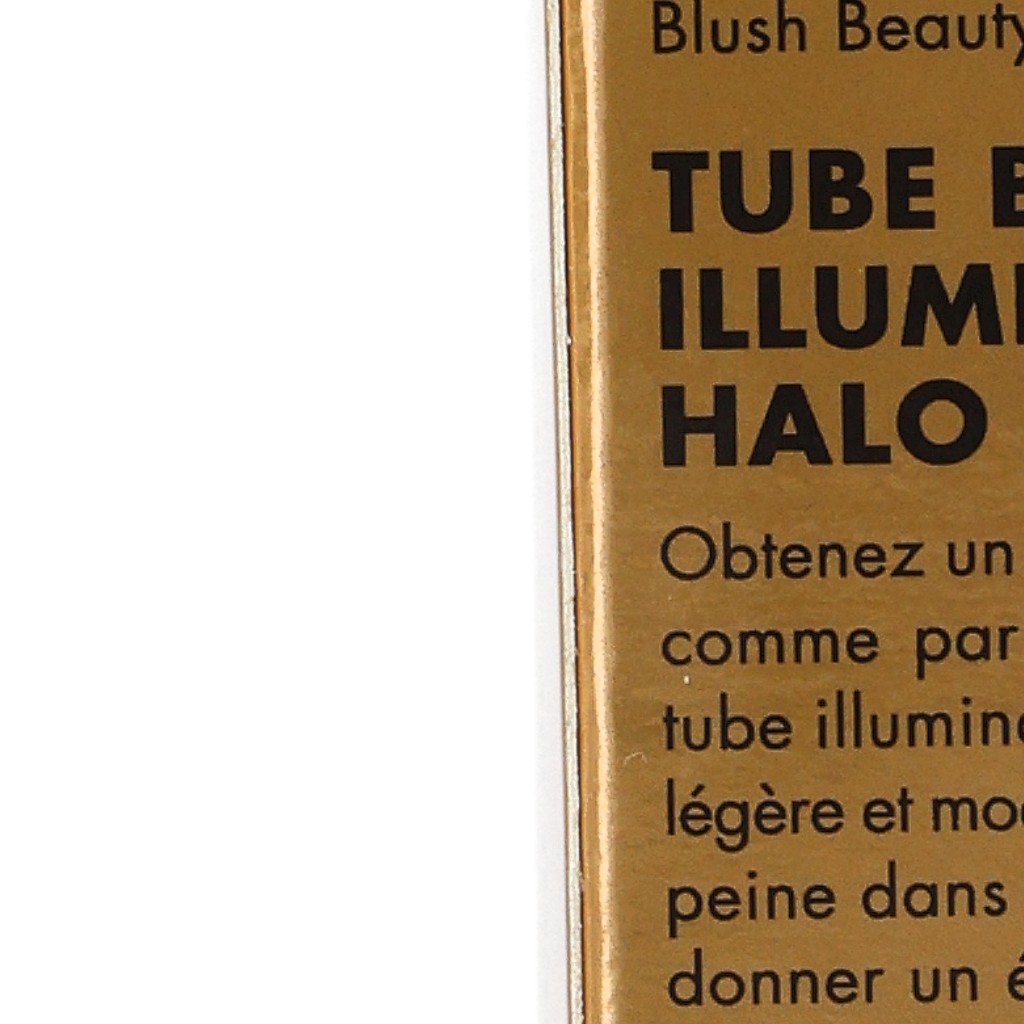 Blush Beauty
TUBE
ILLUM
HALO
Obtenez un
comme par
tube illumin
légère et mo
peine dans
donner un é